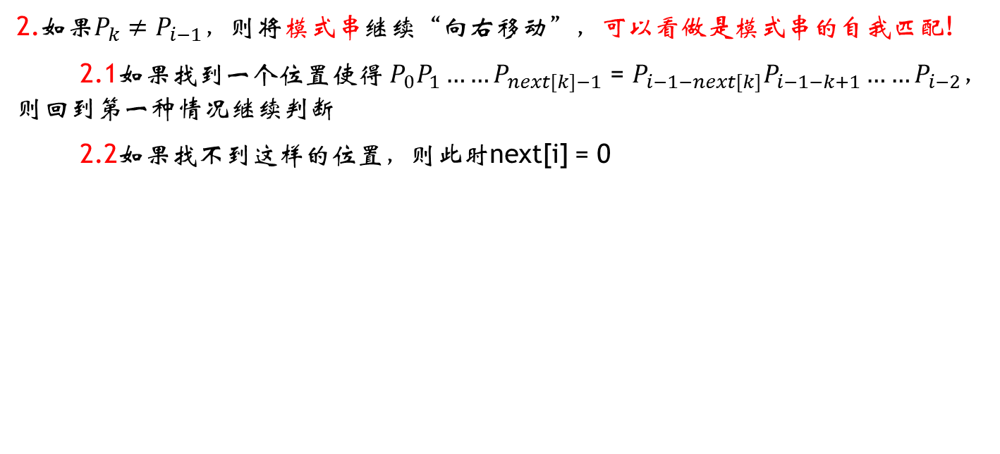 2.如果$P_k \neq P_{i-1}$，则将模式串继续“向右移动”，可以看做是模式串的自我匹配!
2.1如果找到一个位置使得 $P_0P_1 …… P_{next[k]-1} = P_{i-1-next[k]}P_{i-1-k+1} …… P_{i-2}$，
则回到第一种情况继续判断
2.2如果找不到这样的位置，则此时next[i] = 0